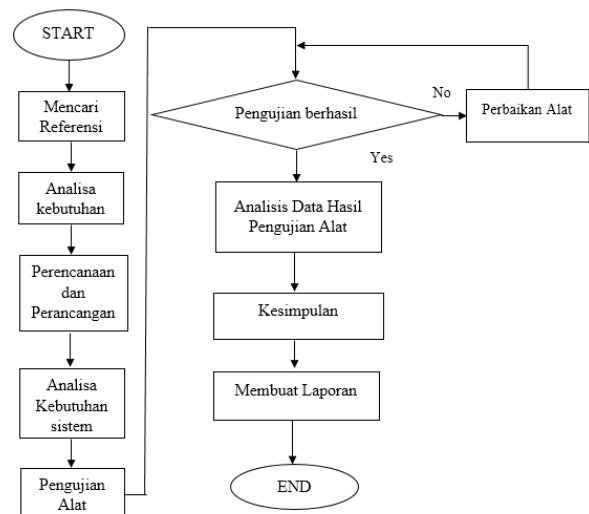 START
Mencari
Referensi
Analisa
kebutuhan
Perencanaan
dan
Perancangan
Analisa
Kebutuhan
sistem
Pengujian
Alat
Pengujian berhasil
No
Perbaikan Alat
Yes
Analisis Data Hasil
Pengujian Alat
Kesimpulan
Membuat Laporan
END